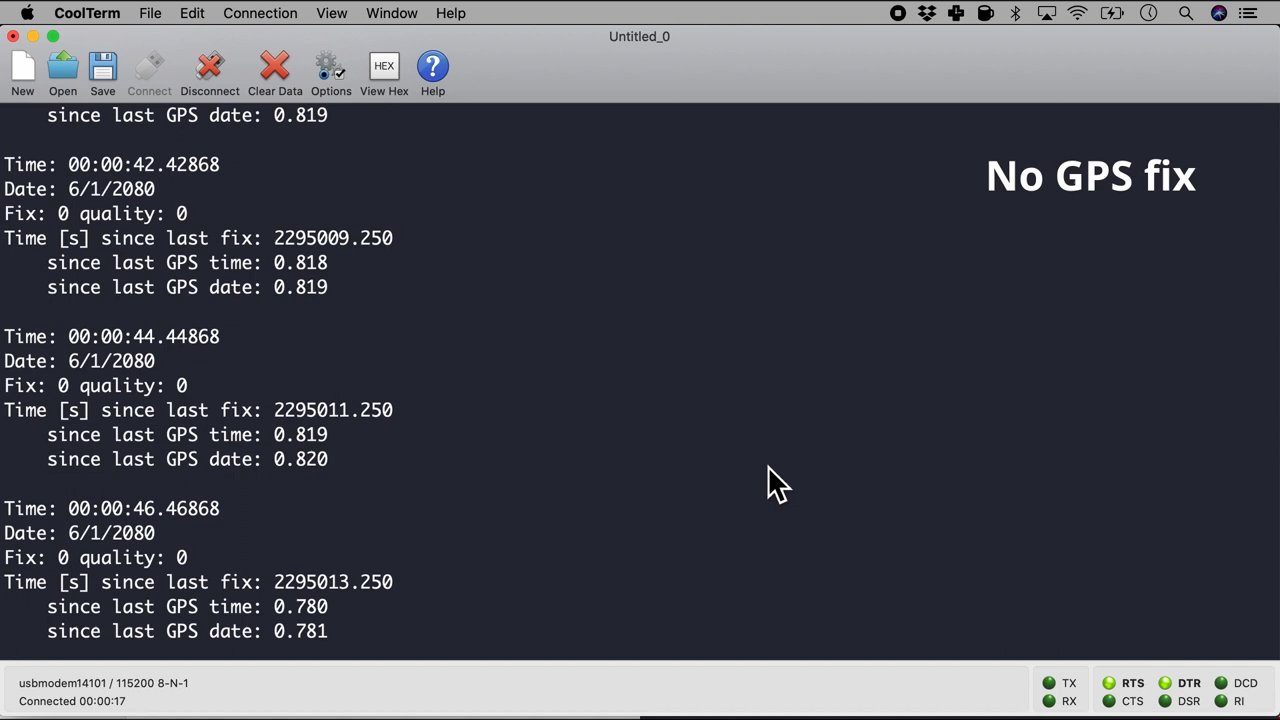 CoolTerm File Edit Connection View Window Help
Untitled_0
HEX
New Open Save Connect Disconnect Clear Data Options View Hex Help
since last GPS date: 0.819
Time: 00:00:42.42868
Date: 6/1/2080
Fix: 0 quality: 0
Time [s] since last fix: 2295009.250
since last GPS time: 0.818
since last GPS date: 0.819
No GPS fix
Time: 00:00:44.44868
Date: 6/1/2080
Fix: 0 quality: 0
Time [s] since last fix: 2295011.250
since last GPS time: 0.819
since last GPS date: 0.820
Time: 00:00:46.46868
Date: 6/1/2080
Fix: 0 quality: 0
Time [s] since last fix: 2295013.250
since last GPS time: 0.780
since last GPS date: 0.781
usbmodem14101 / 115200 8-N-1
Connected 00:00:17
TX RTS DTR DCD
RX CTS DSR RI